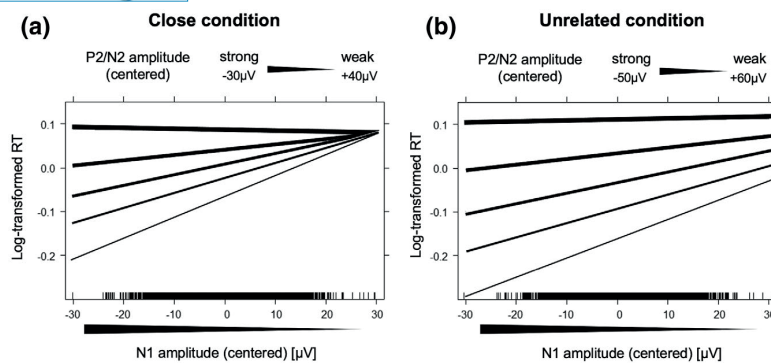 (a) Close condition
P2/N2 amplitude (centered) strong -30µV weak +40µV
Log-transformed RT
0.1
0.0
-0.1
-0.2
-30 -20 -10 0 10 20 30
N1 amplitude (centered) [µV]
(b) Unrelated condition
P2/N2 amplitude (centered) strong -50µV weak +60µV
Log-transformed RT
0.1
0.0
-0.1
-0.2
-30 -20 -10 0 10 20 30
N1 amplitude (centered) [µV]